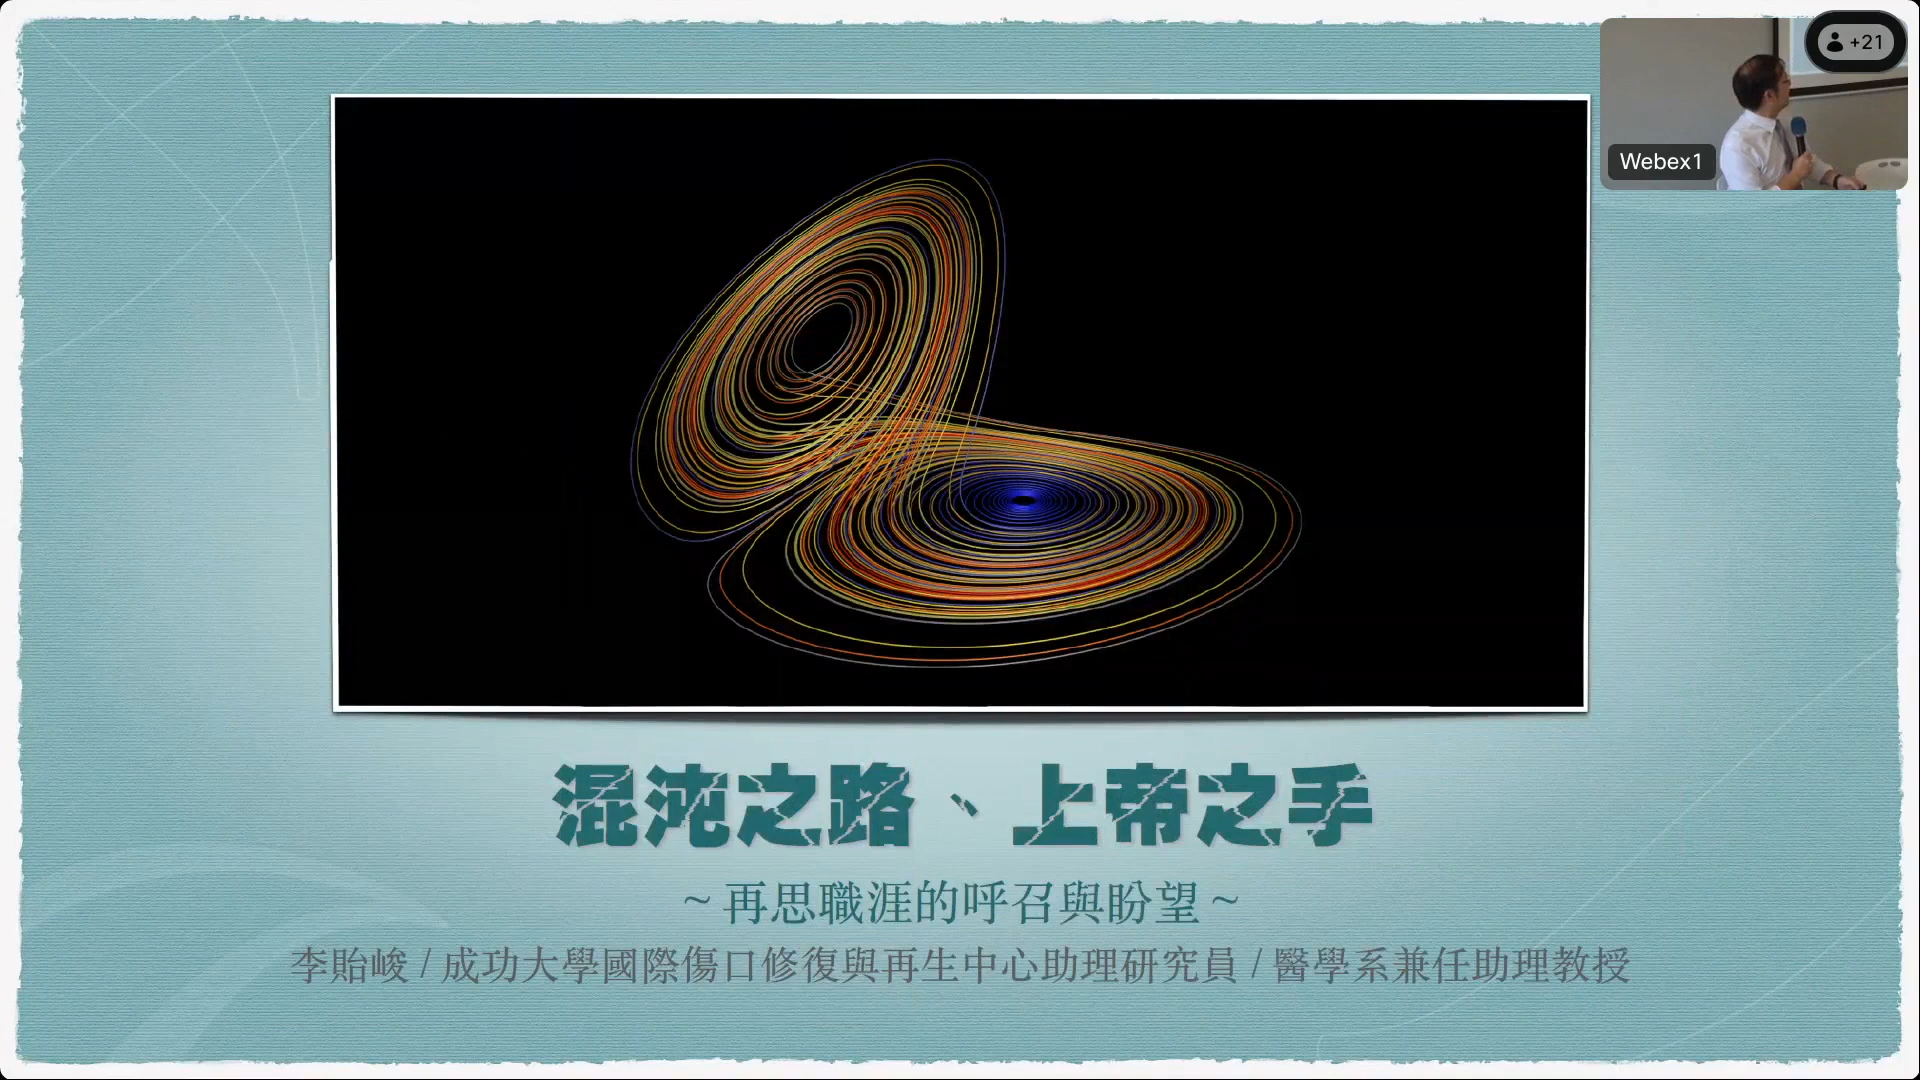 +21
Webex1
混沌之路、上帝之手
~ 再思職涯的呼召與盼望 ~
李貽峻 / 成功大學國際傷口修復與再生中心助理研究員 / 醫學系兼任助理教授